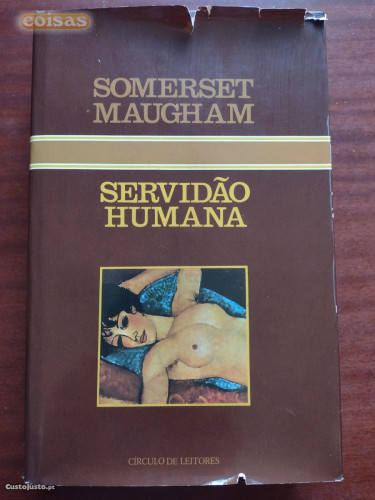 coisas
SOMERSET
MAUGHAM
SERVIDÃO
HUMANA
CÍRCULO DE LEITORES
CustoJusto.pt